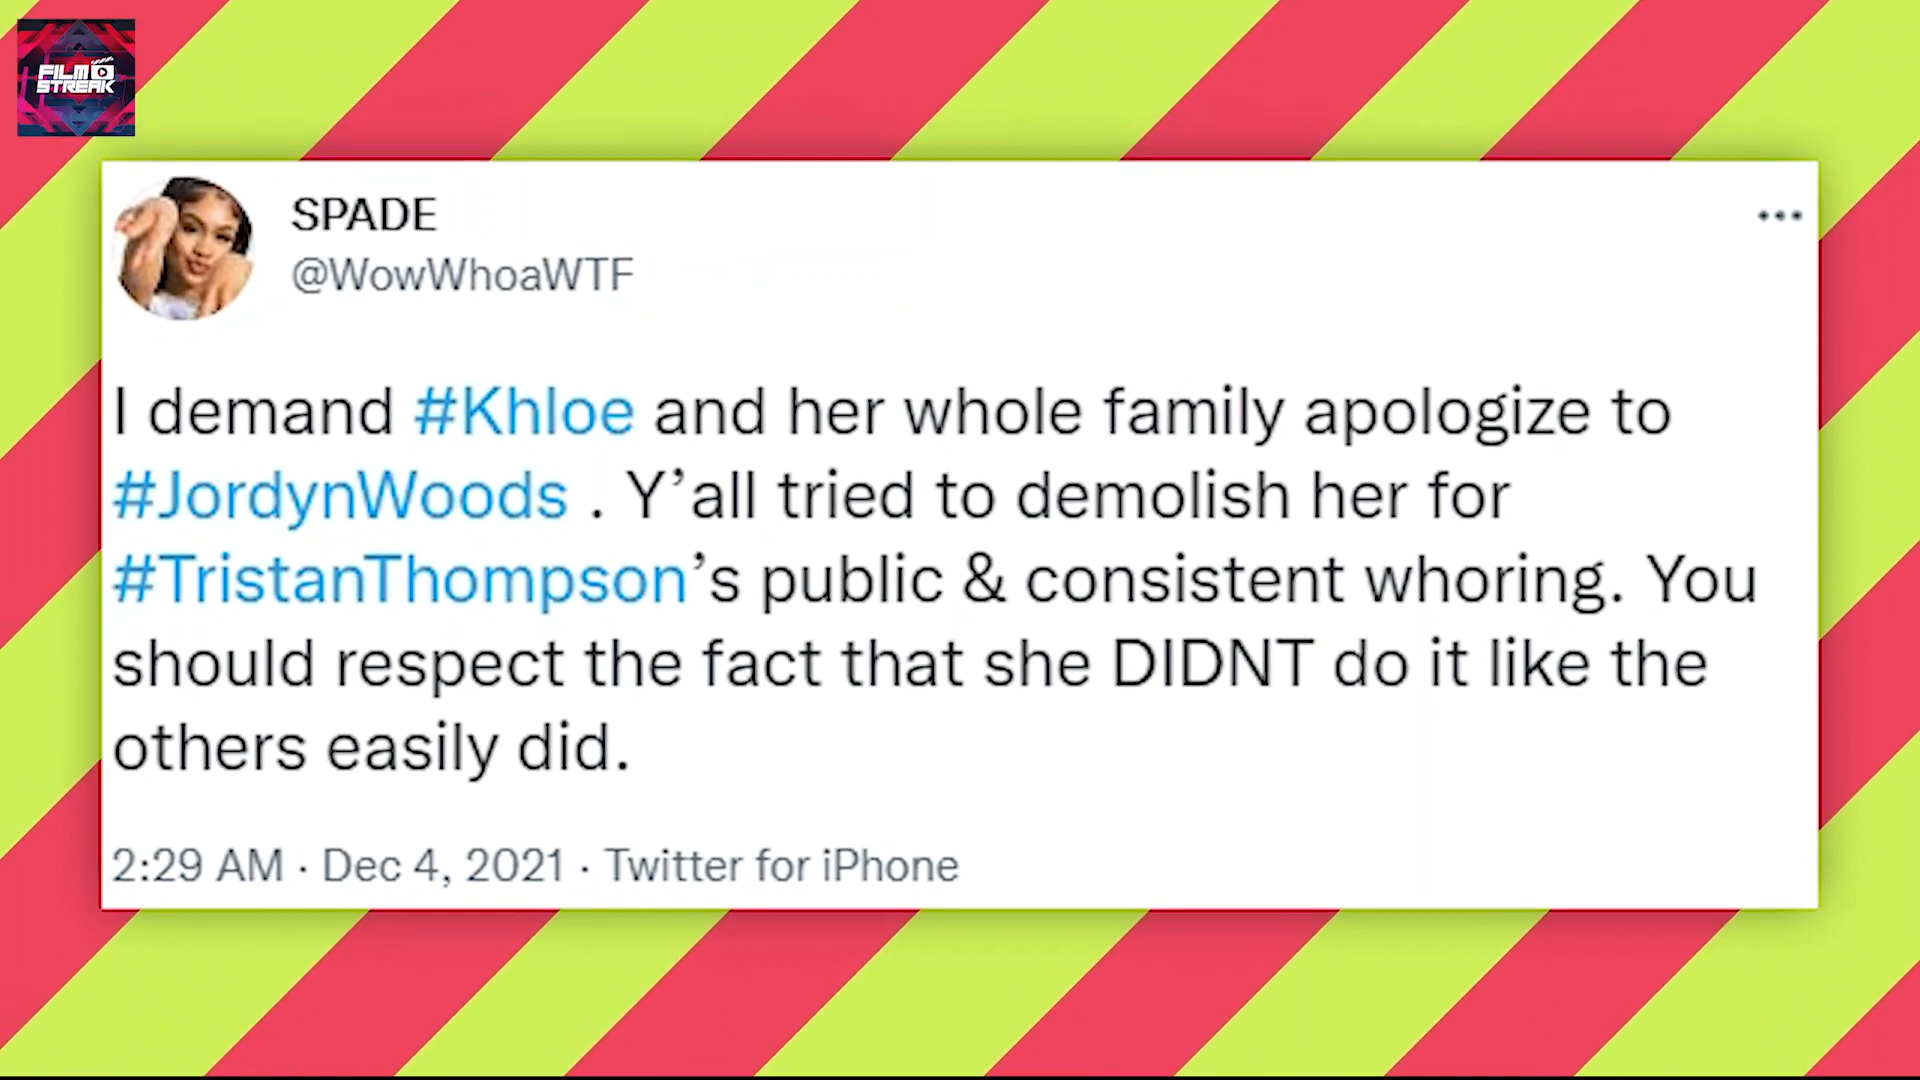 FILM
STREAK
SPADE
@WowWhoaWTF
I demand #Khloe and her whole family apologize to
#JordynWoods . Y’all tried to demolish her for
#TristanThompson’s public & consistent whoring. You
should respect the fact that she DIDNT do it like the
others easily did.
2:29 AM · Dec 4, 2021 · Twitter for iPhone